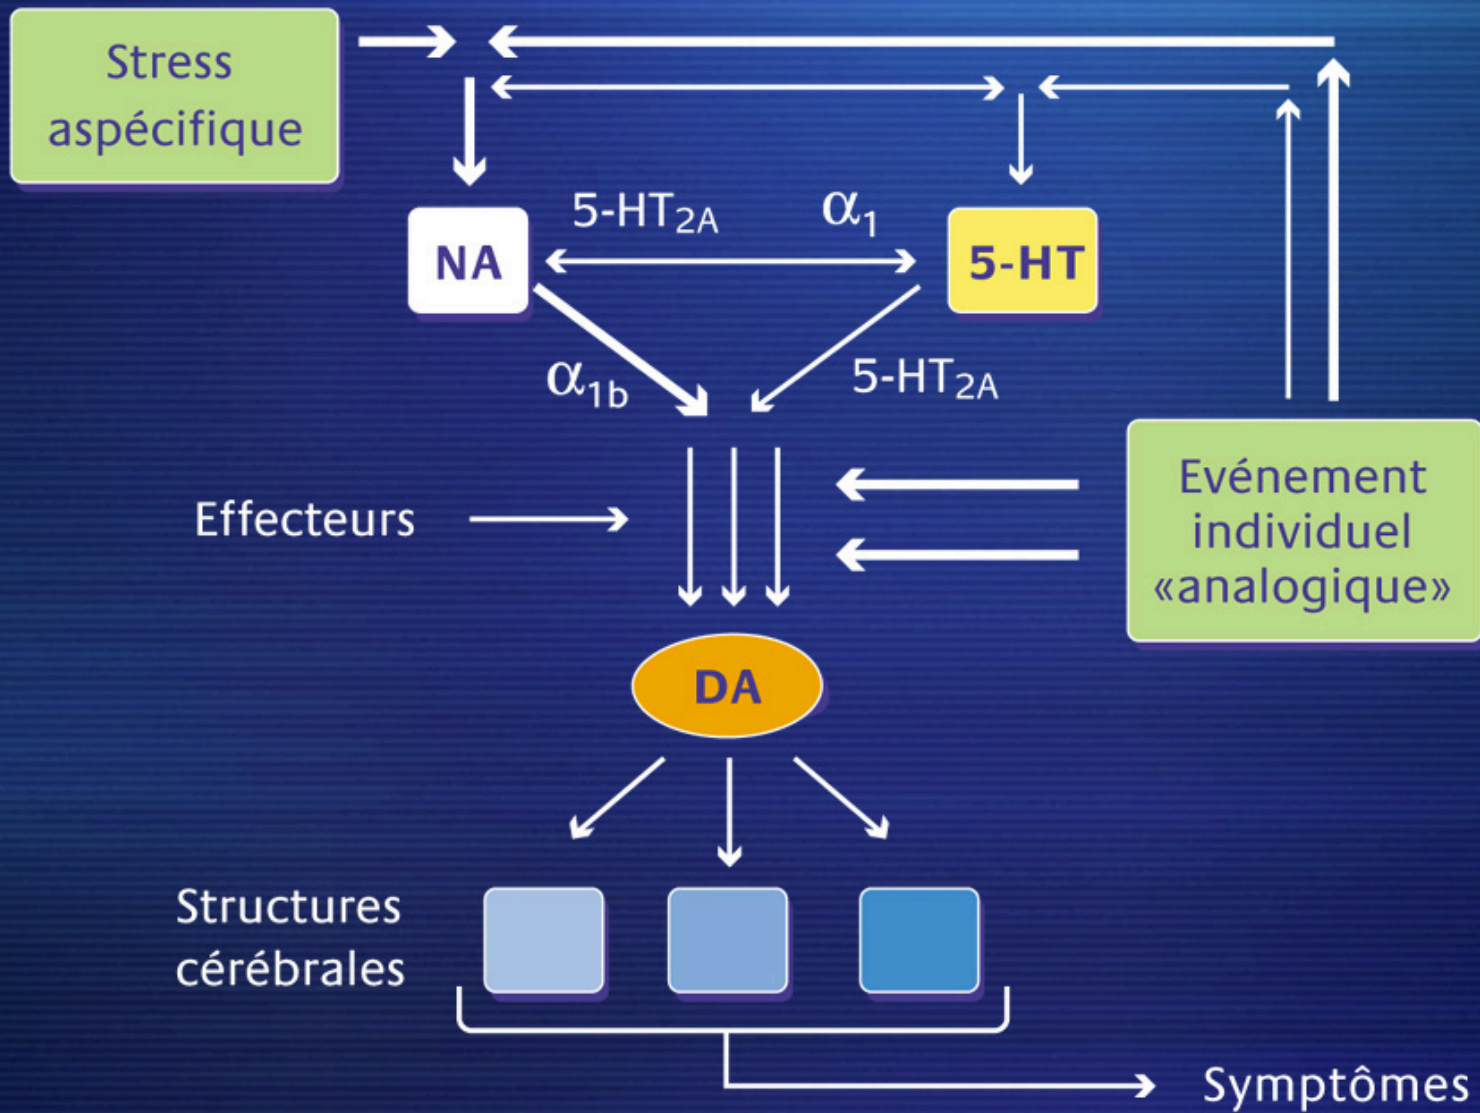 Stress
aspécifique
5-HT2A
α1
NA
5-HT
α1b
5-HT2A
Effecteurs
Evénement
individuel
«analogique»
DA
Structures
cérébrales
Symptômes